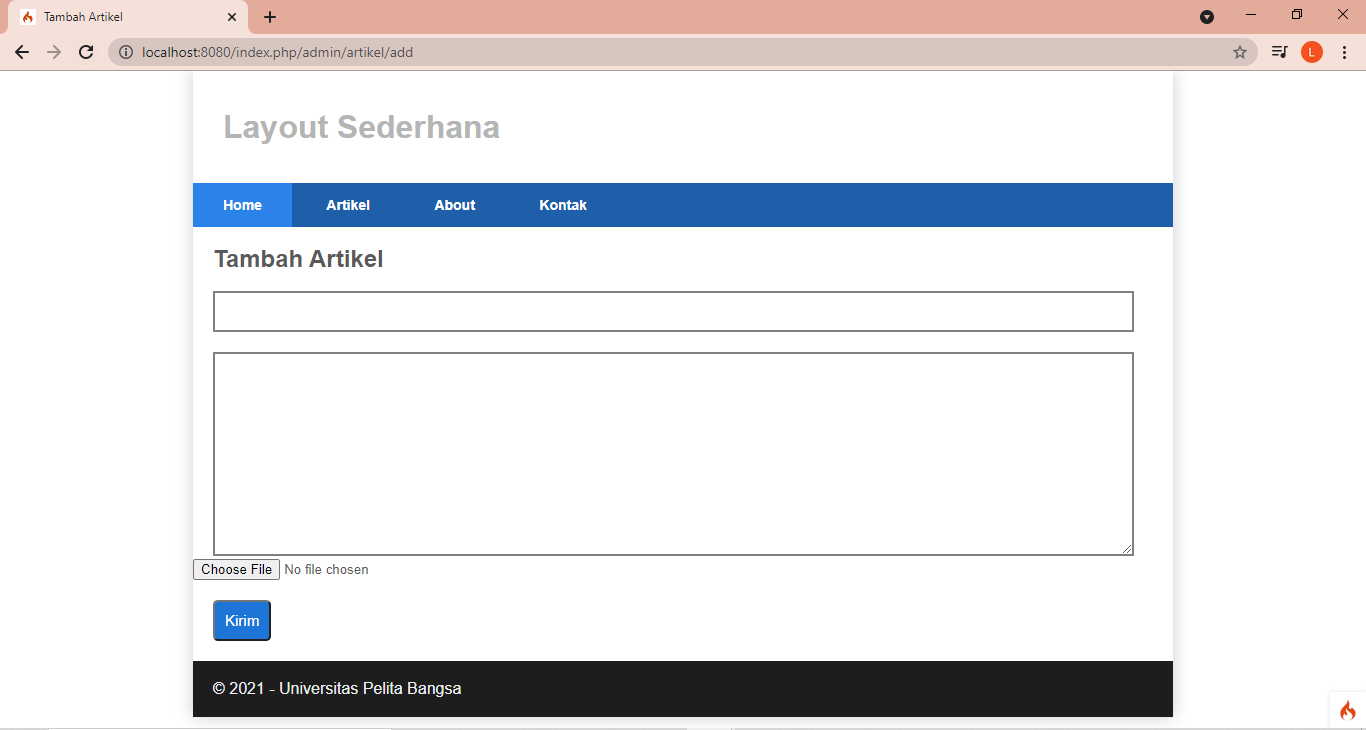 Tambah Artikel
localhost:8080/index.php/admin/artikel/add
L
Layout Sederhana
Home Artikel About Kontak
Tambah Artikel
Choose File No file chosen
Kirim
© 2021 - Universitas Pelita Bangsa